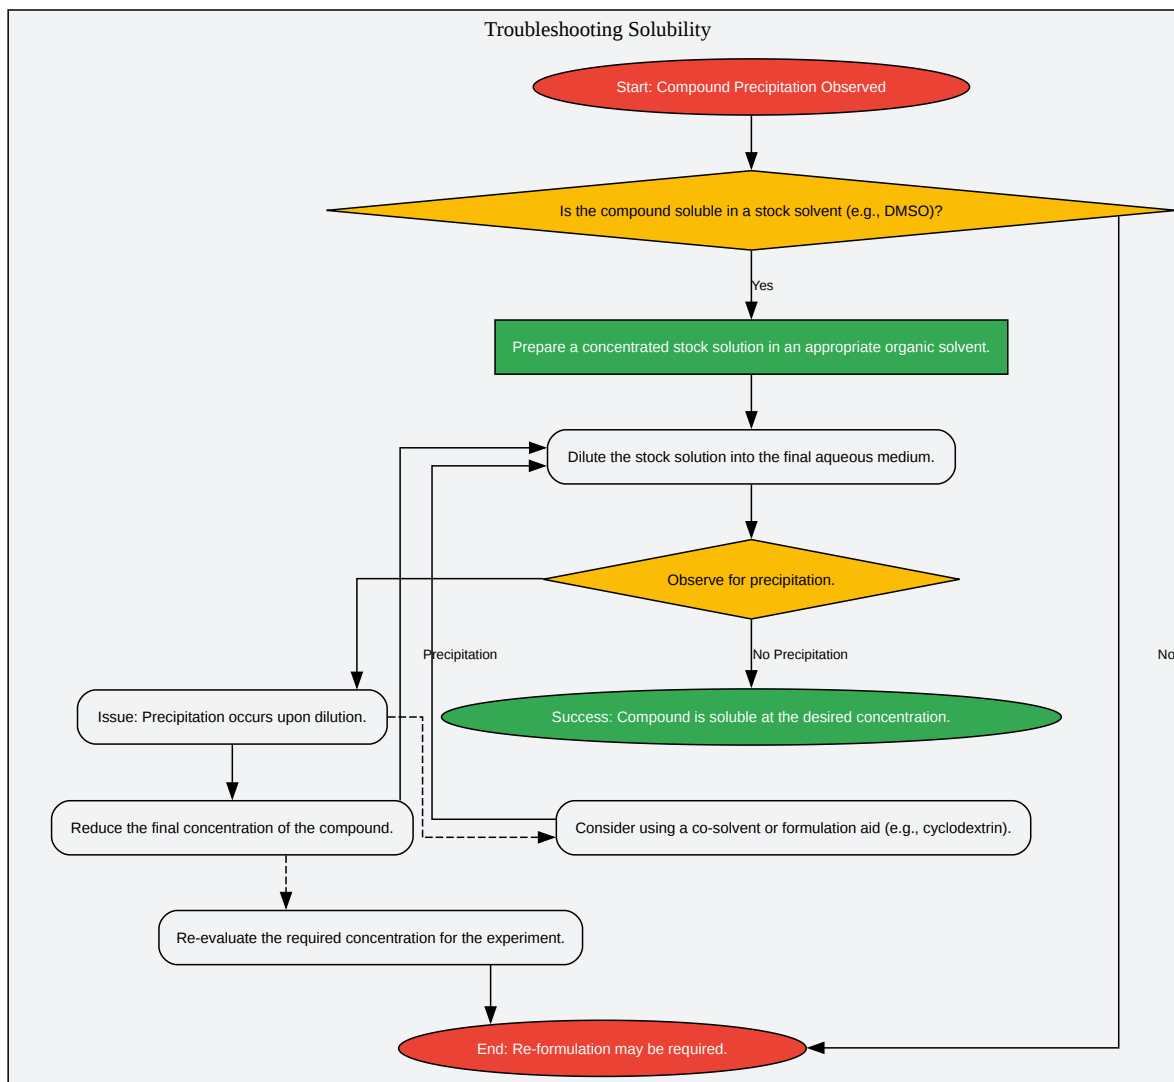 Troubleshooting Solubility
Start: Compound Precipitation Observed
Is the compound soluble in a stock solvent (e.g., DMSO)?
Yes
Prepare a concentrated stock solution in an appropriate organic solvent.
Dilute the stock solution into the final aqueous medium.
Observe for precipitation.
Precipitation
No Precipitation
No
Issue: Precipitation occurs upon dilution.
Success: Compound is soluble at the desired concentration.
Reduce the final concentration of the compound.
Consider using a co-solvent or formulation aid (e.g., cyclodextrin).
Re-evaluate the required concentration for the experiment.
End: Re-formulation may be required.